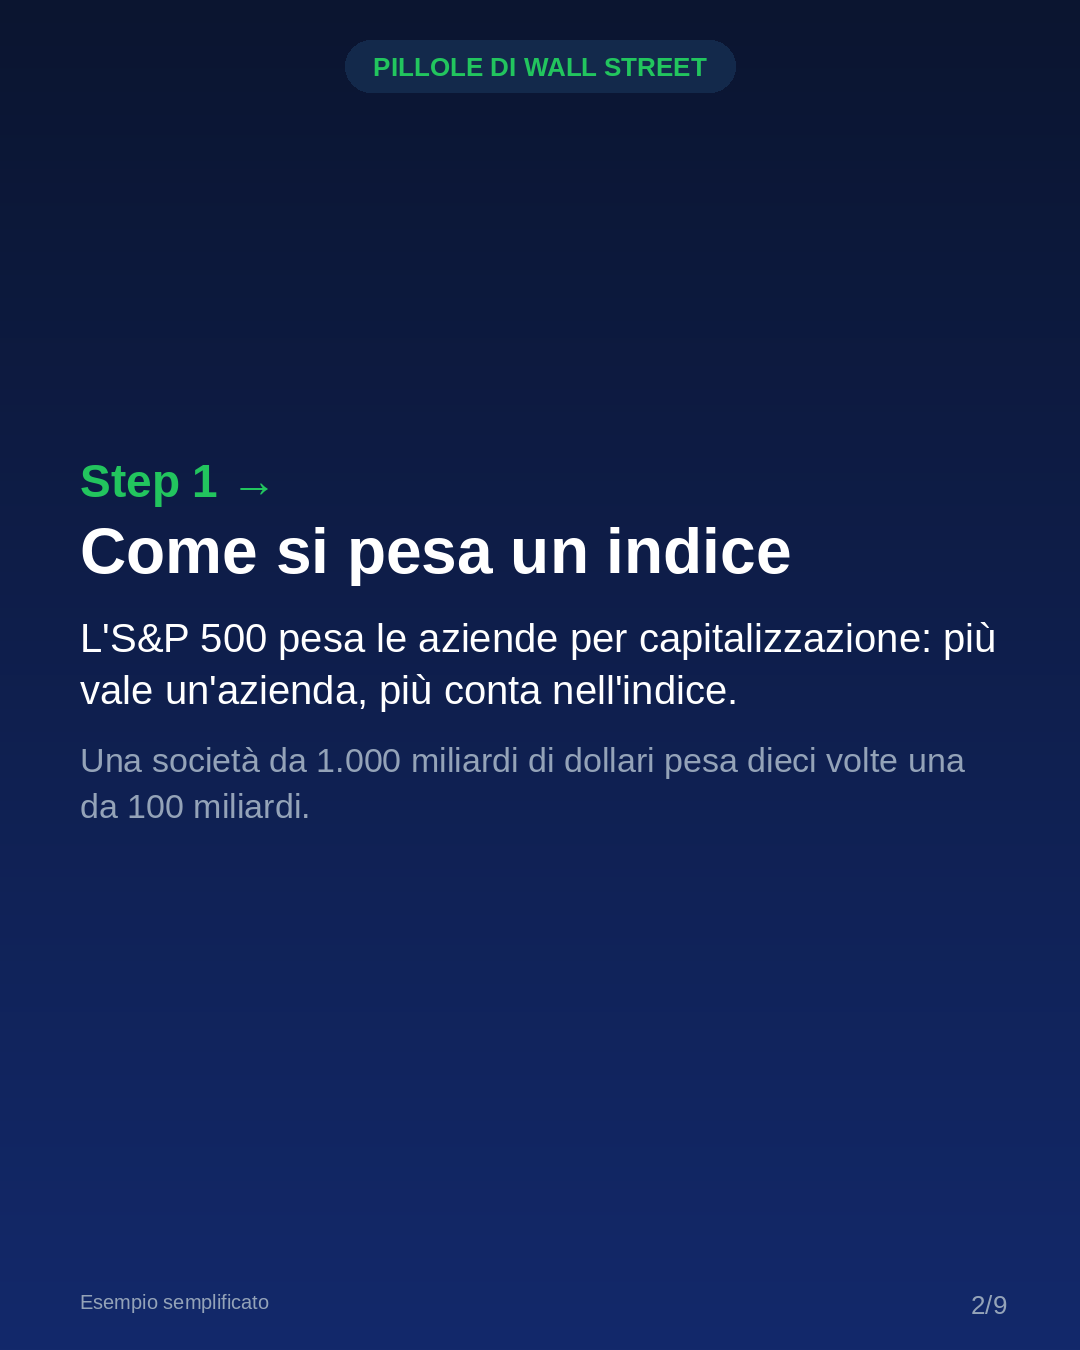 PILLOLE DI WALL STREET
Step 1 →
Come si pesa un indice
L'S&P 500 pesa le aziende per capitalizzazione: più
vale un'azienda, più conta nell'indice.
Una società da 1.000 miliardi di dollari pesa dieci volte una
da 100 miliardi.
Esempio semplificato
2/9